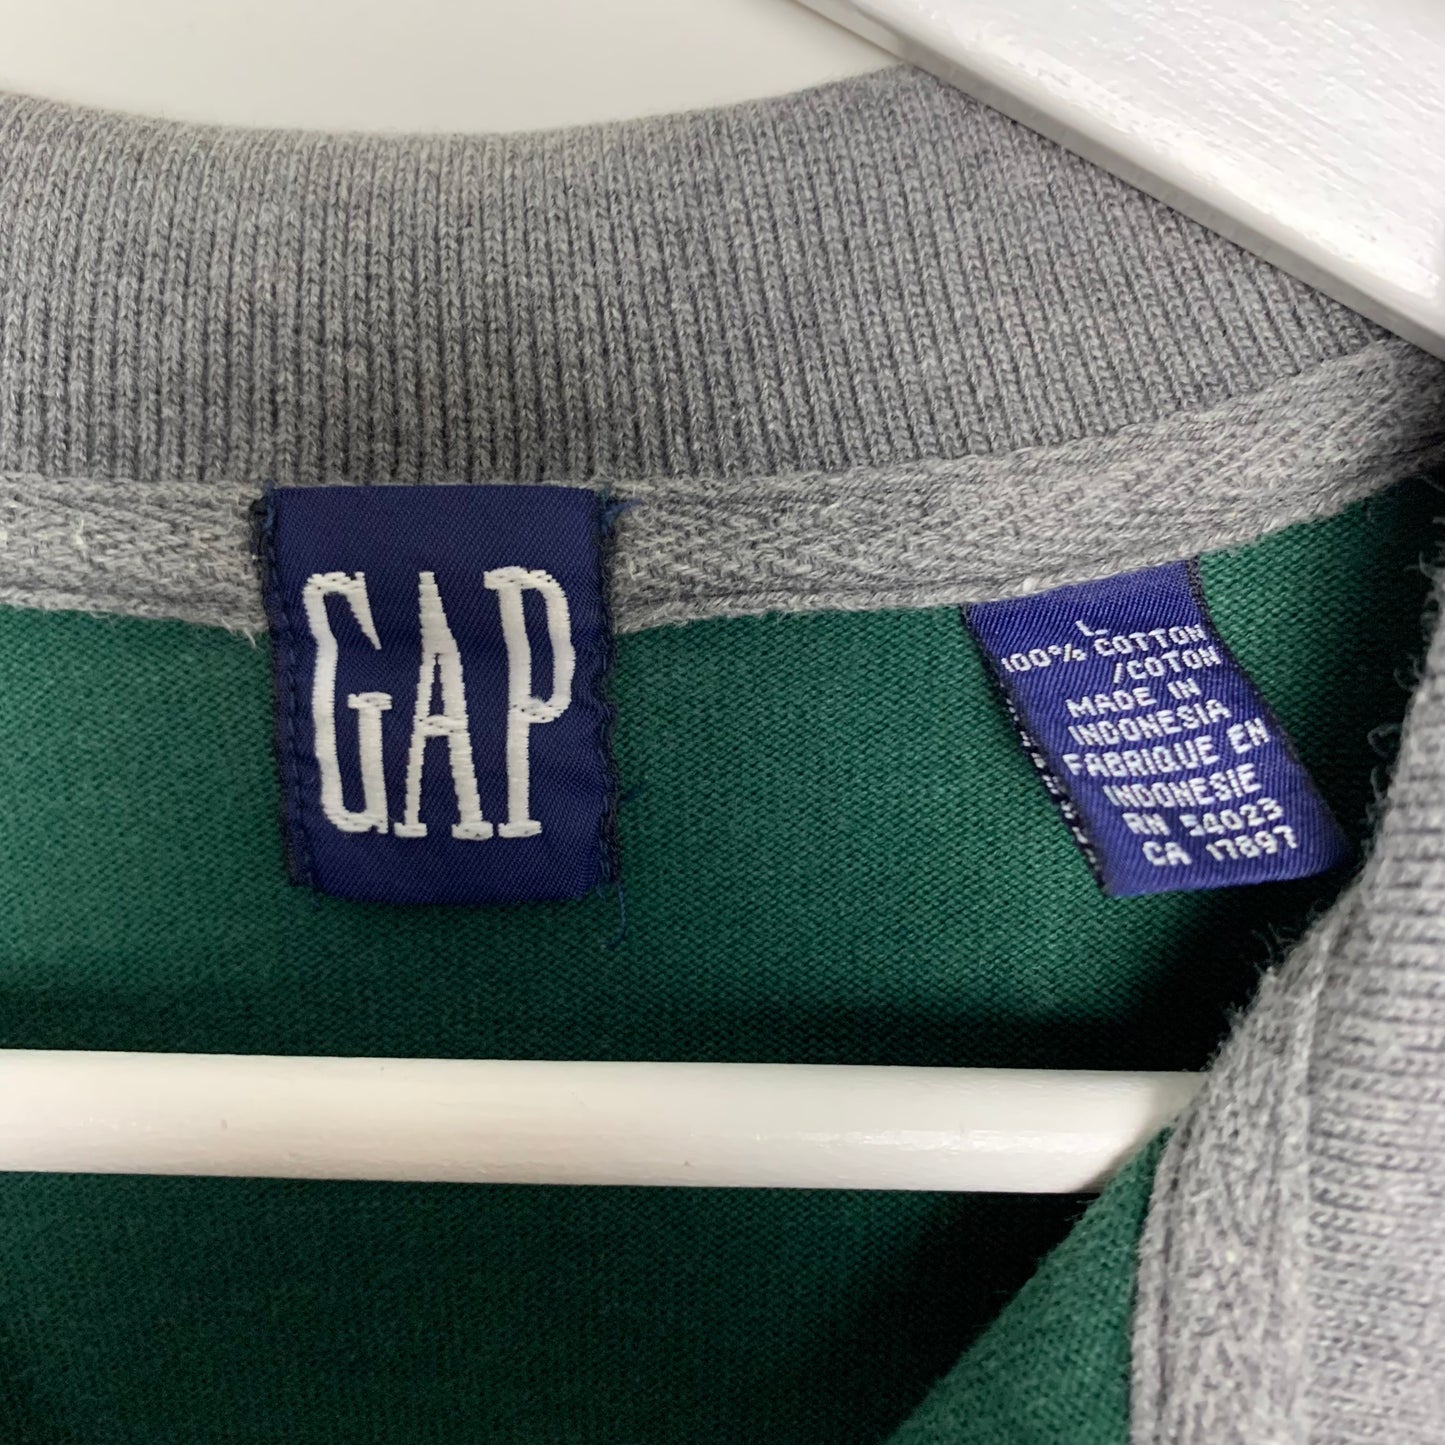 GAP
L
100% COTTON
/COTON
MADE IN
INDONESIA
FABRIQUE EN
INDONESIE
RN 54023
CA 17897